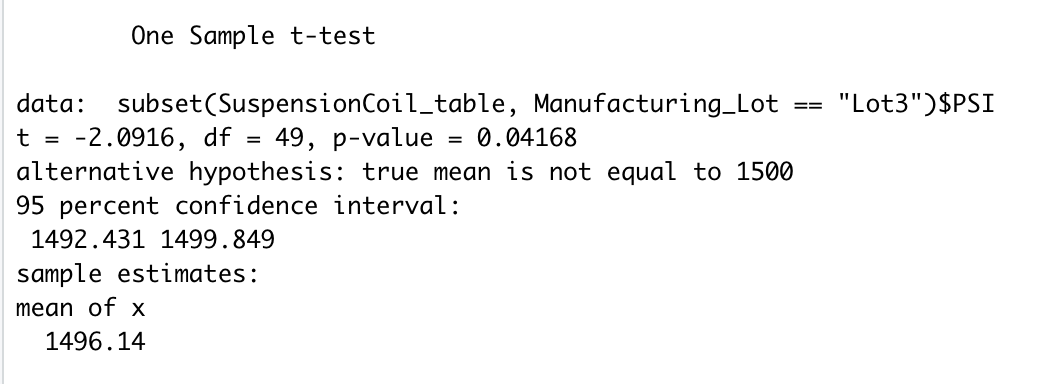 One Sample t-test
data:  subset(SuspensionCoil_table, Manufacturing_Lot == "Lot3")$PSI
t = -2.0916, df = 49, p-value = 0.04168
alternative hypothesis: true mean is not equal to 1500
95 percent confidence interval:
 1492.431 1499.849
sample estimates:
mean of x
  1496.14